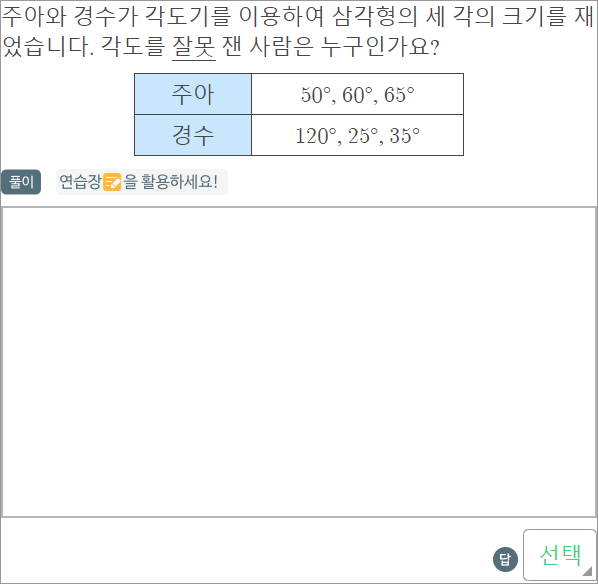 주아와 경수가 각도기를 이용하여 삼각형의 세 각의 크기를 재
었습니다. 각도를 잘못 잰 사람은 누구인가요?
주아 50°, 60°, 65°
경수 120°, 25°, 35°
풀이 연습장을 활용하세요!
답 선택